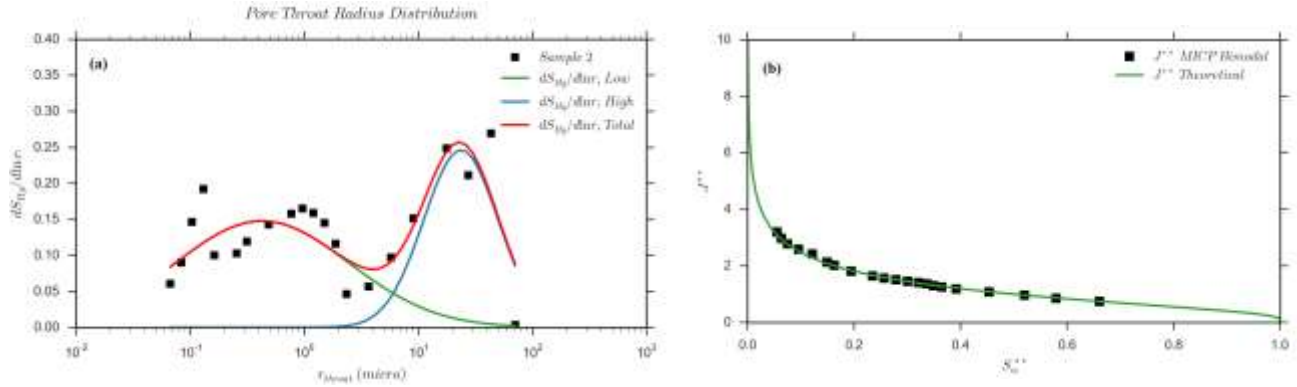 Pore Throat Radius Distribution
0.40
0.35
0.30
0.25
0.20
0.15
0.10
0.05
0.00
dS_Hg/dlnr
(a)
Sample 2
dS_Hg/dlnr, Low
dS_Hg/dlnr, High
dS_Hg/dlnr, Total
10^-2
10^-1
10^0
10^1
10^2
10^3
r_throat (micra)
10
8
6
4
2
0
J**
(b)
J** MICP Bimodal
J** Theoretical
0.0
0.2
0.4
0.6
0.8
1.0
S_w**